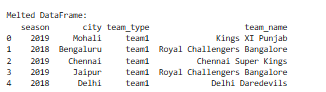 Melted DataFrame:
season city team_type team_name
0 2019 Mohali team1 Kings XI Punjab
1 2018 Bengaluru team1 Royal Challengers Bangalore
2 2019 Chennai team1 Chennai Super Kings
3 2019 Jaipur team1 Royal Challengers Bangalore
4 2018 Delhi team1 Delhi Daredevils